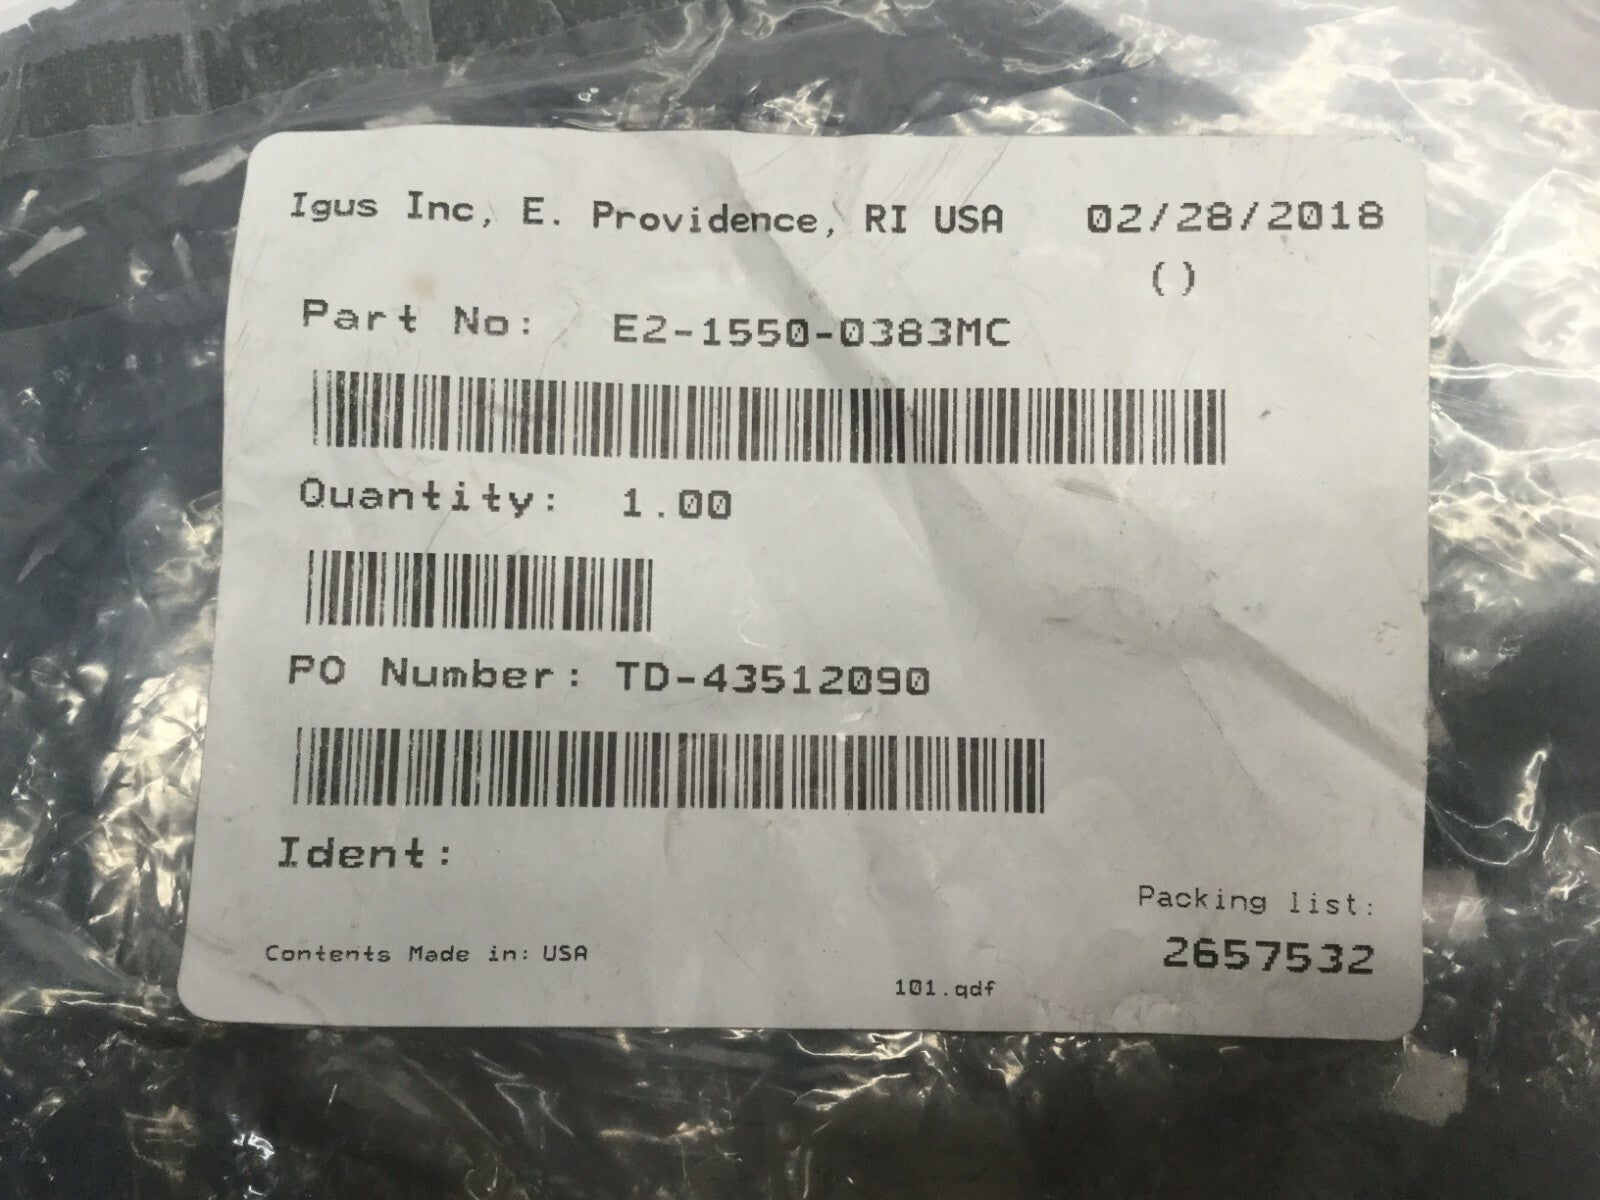 Igus Inc, E. Providence, RI USA 02/28/2018
()
Part No: E2-1550-0383MC
Quantity: 1.00
PO Number: TD-43512090
Ident:
Packing list:
2657532
Contents Made in: USA
101.qdf